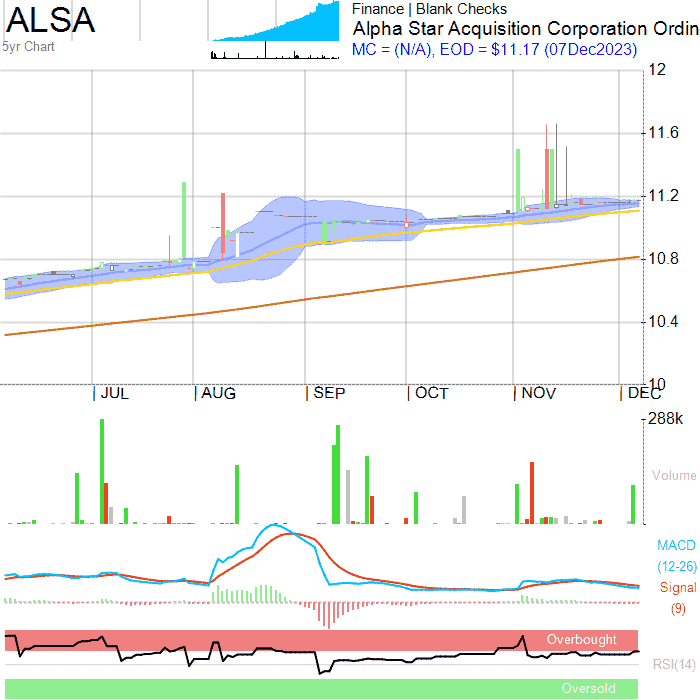 ALSA
5yr Chart
Finance | Blank Checks
Alpha Star Acquisition Corporation Ordin
MC = (N/A), EOD = $11.17 (07Dec2023)
12
11.6
11.2
10.8
10.4
10
JUL AUG SEP OCT NOV DEC
288k
Volume
MACD
(12-26)
Signal
(9)
Overbought
RSI(14)
Oversold